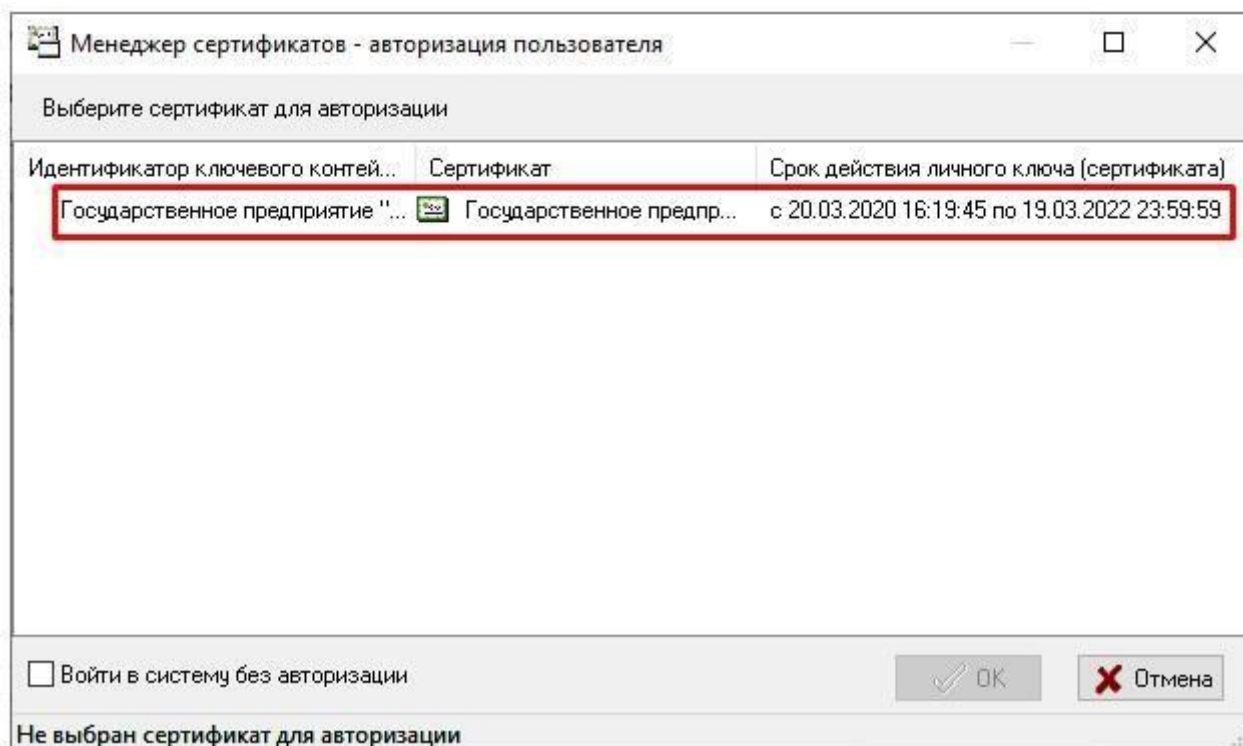 Менеджер сертификатов - авторизация пользователя
Выберите сертификат для авторизации
Идентификатор ключевого контей... Сертификат Срок действия личного ключа (сертификата)
Государственное предприятие "... Государственное предпр... с 20.03.2020 16:19:45 по 19.03.2022 23:59:59
Войти в систему без авторизации OK Отмена
Не выбран сертификат для авторизации